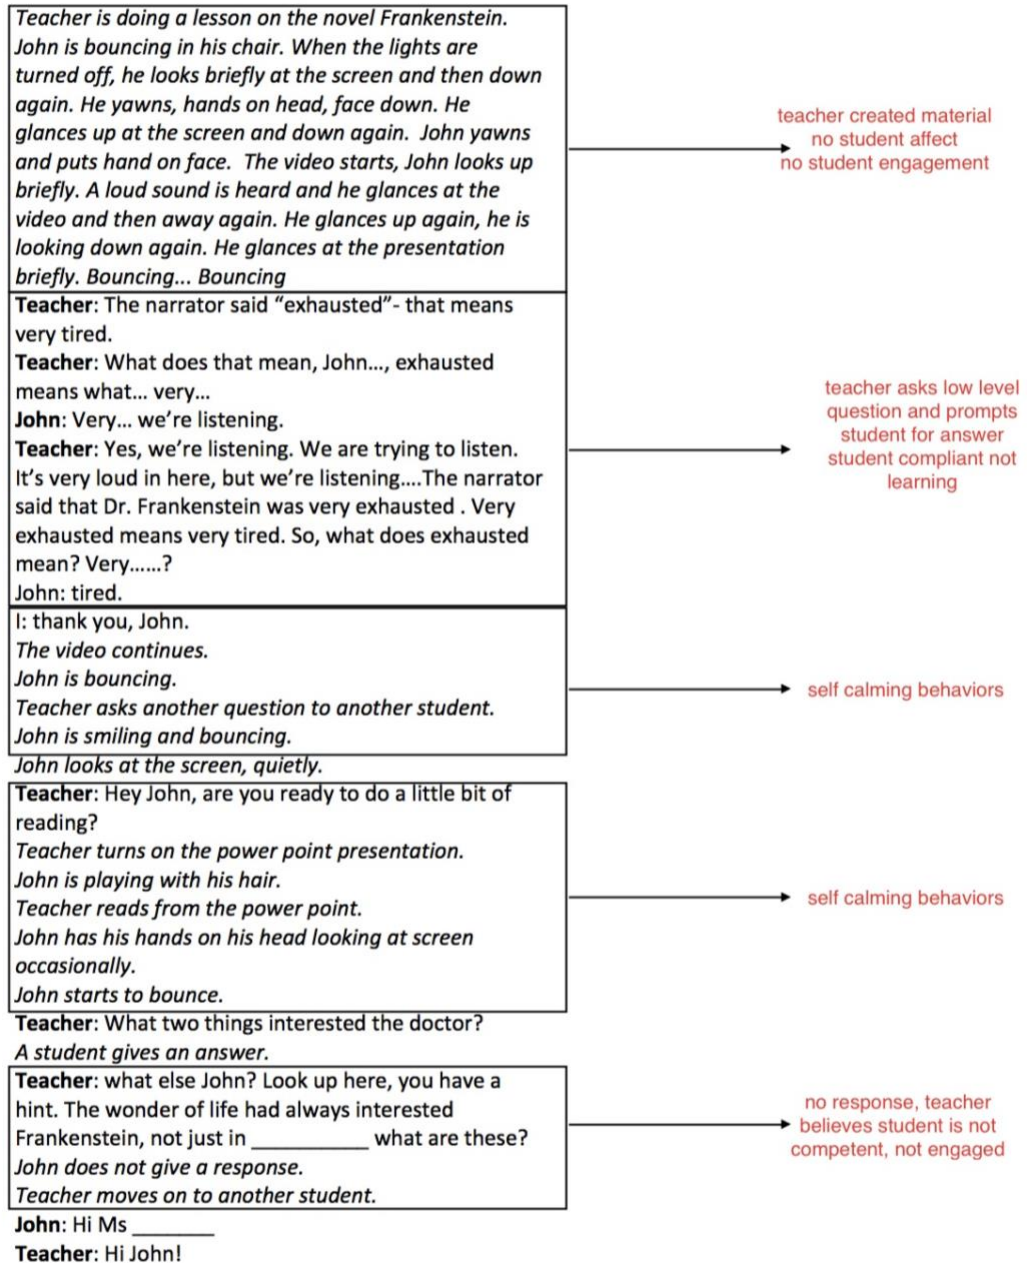 Teacher is doing a lesson on the novel Frankenstein.
John is bouncing in his chair. When the lights are
turned off, he looks briefly at the screen and then down
again. He yawns, hands on head, face down. He
glances up at the screen and down again.  John yawns
and puts hand on face.  The video starts, John looks up
briefly. A loud sound is heard and he glances at the
video and then away again. He glances up again, he is
looking down again. He glances at the presentation
briefly. Bouncing... Bouncing
teacher created material
no student affect
no student engagement
Teacher: The narrator said “exhausted”- that means
very tired.
Teacher: What does that mean, John..., exhausted
means what... very...
John: Very... we’re listening.
Teacher: Yes, we’re listening. We are trying to listen.
It’s very loud in here, but we’re listening....The narrator
said that Dr. Frankenstein was very exhausted . Very
exhausted means very tired. So, what does exhausted
mean? Very......?
John: tired.
teacher asks low level
question and prompts
student for answer
student compliant not
learning
I: thank you, John.
The video continues.
John is bouncing.
Teacher asks another question to another student.
John is smiling and bouncing.
self calming behaviors
John looks at the screen, quietly.
Teacher: Hey John, are you ready to do a little bit of
reading?
Teacher turns on the power point presentation.
John is playing with his hair.
Teacher reads from the power point.
John has his hands on his head looking at screen
occasionally.
John starts to bounce.
self calming behaviors
Teacher: What two things interested the doctor?
A student gives an answer.
Teacher: what else John? Look up here, you have a
hint. The wonder of life had always interested
Frankenstein, not just in __________ what are these?
John does not give a response.
Teacher moves on to another student.
no response, teacher
believes student is not
competent, not engaged
John: Hi Ms _______
Teacher: Hi John!